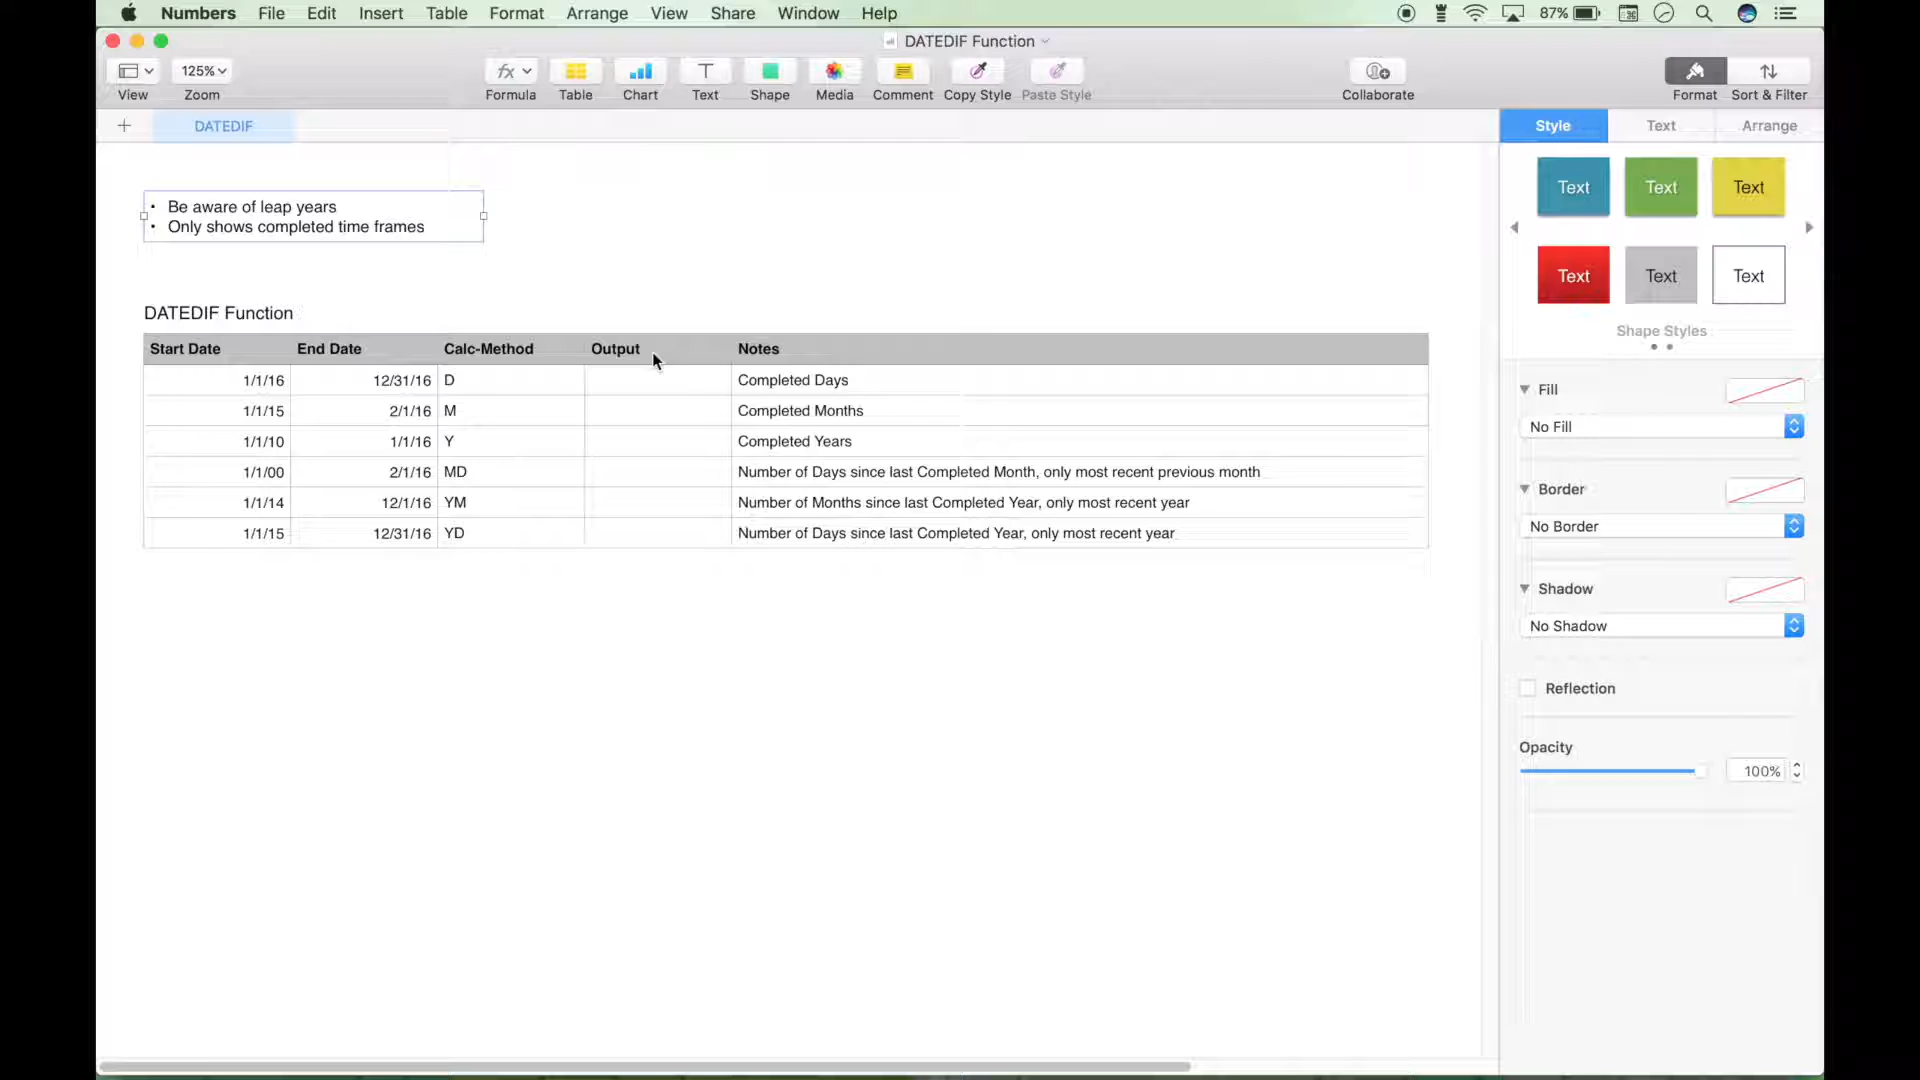 Numbers File Edit Insert Table Format Arrange View Share Window Help 87%
DATEDIF Function
125% fx T
View Zoom Formula Table Chart Text Shape Media Comment Copy Style Paste Style Collaborate Format Sort & Filter
+ DATEDIF Style Text Arrange
Text Text Text
• Be aware of leap years
• Only shows completed time frames
Text Text Text
Shape Styles
DATEDIF Function
Start Date End Date Calc-Method Output Notes
1/1/16 12/31/16 D Completed Days
1/1/15 2/1/16 M Completed Months
1/1/10 1/1/16 Y Completed Years
1/1/00 2/1/16 MD Number of Days since last Completed Month, only most recent previous month
1/1/14 12/1/16 YM Number of Months since last Completed Year, only most recent year
1/1/15 12/31/16 YD Number of Days since last Completed Year, only most recent year
Fill
No Fill
Border
No Border
Shadow
No Shadow
Reflection
Opacity
100%